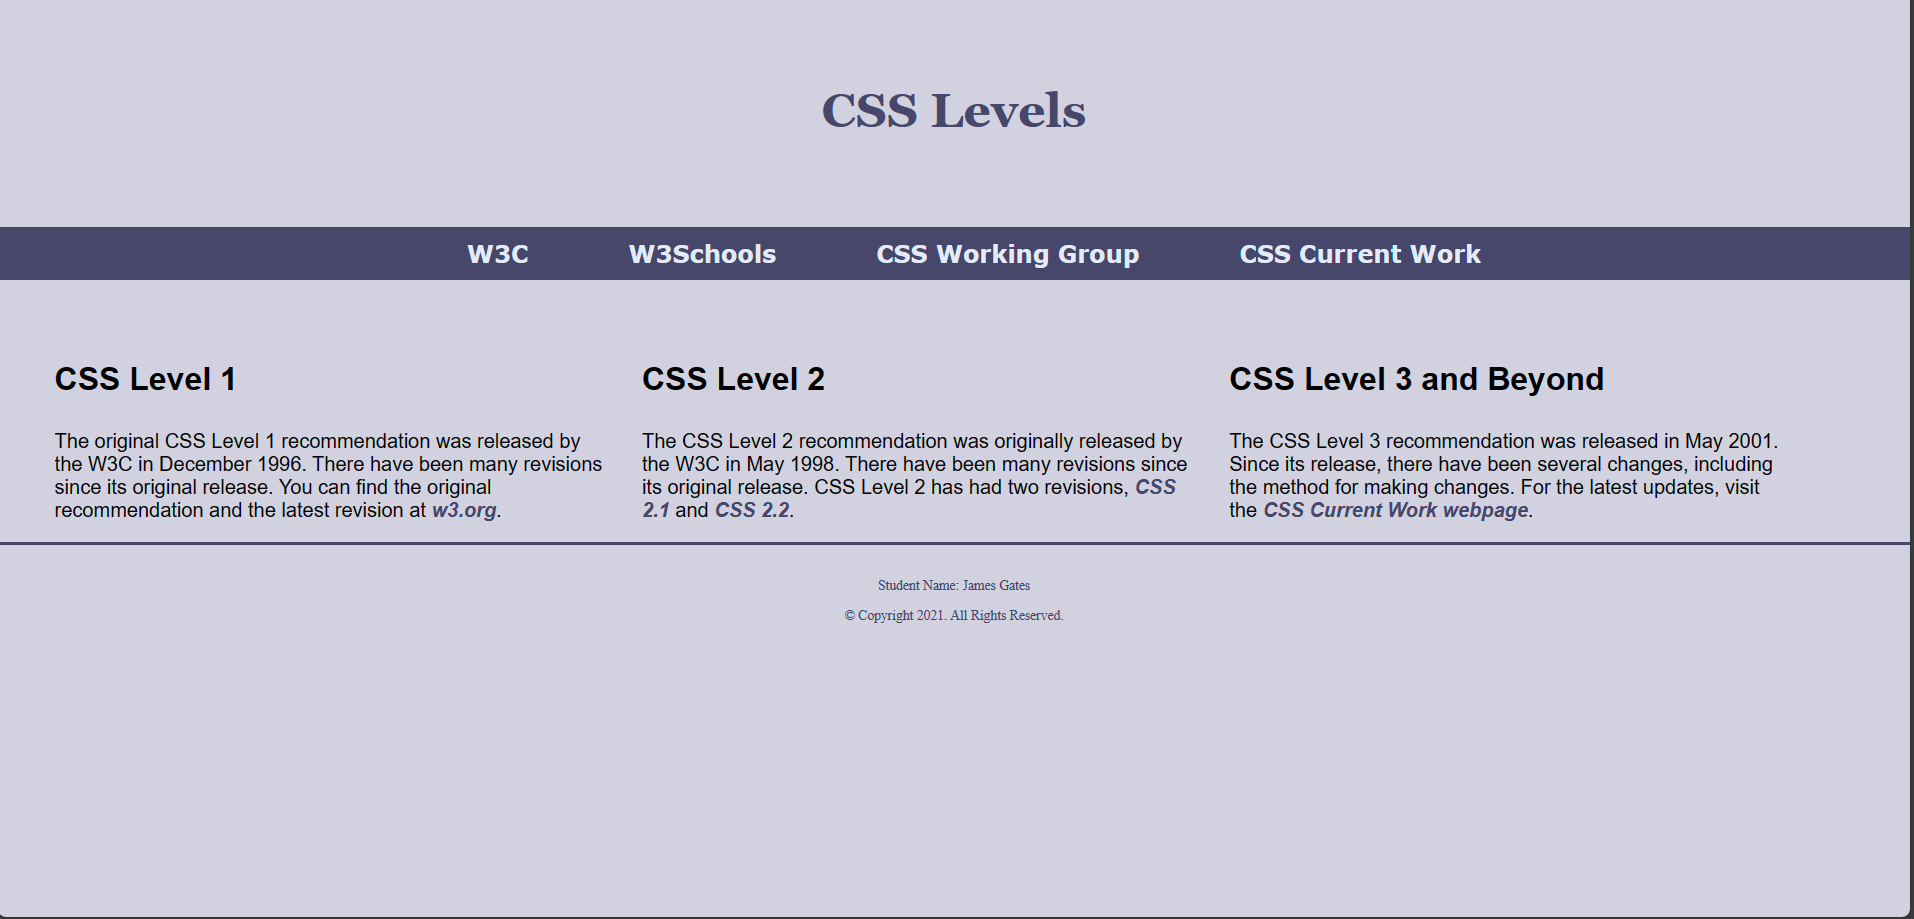 CSS Levels
W3C W3Schools CSS Working Group CSS Current Work
CSS Level 1
The original CSS Level 1 recommendation was released by
the W3C in December 1996. There have been many revisions
since its original release. You can find the original
recommendation and the latest revision at w3.org.
CSS Level 2
The CSS Level 2 recommendation was originally released by
the W3C in May 1998. There have been many revisions since
its original release. CSS Level 2 has had two revisions, CSS
2.1 and CSS 2.2.
CSS Level 3 and Beyond
The CSS Level 3 recommendation was released in May 2001.
Since its release, there have been several changes, including
the method for making changes. For the latest updates, visit
the CSS Current Work webpage.
Student Name: James Gates
© Copyright 2021. All Rights Reserved.